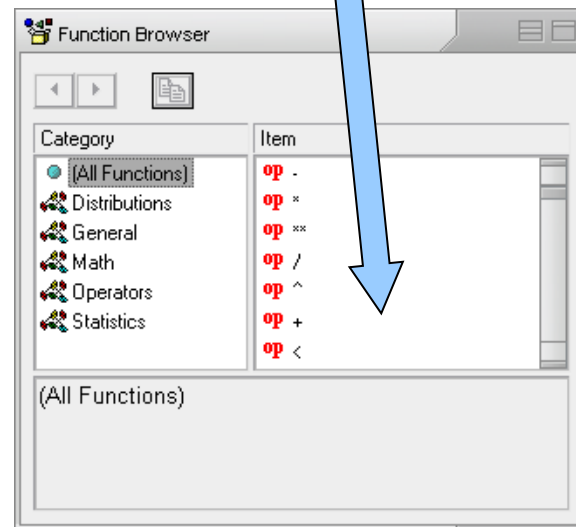 Function Browser
Category
Item
(All Functions)
Distributions
General
Math
Operators
Statistics
op -
op *
op **
op /
op ^
op +
op <
(All Functions)